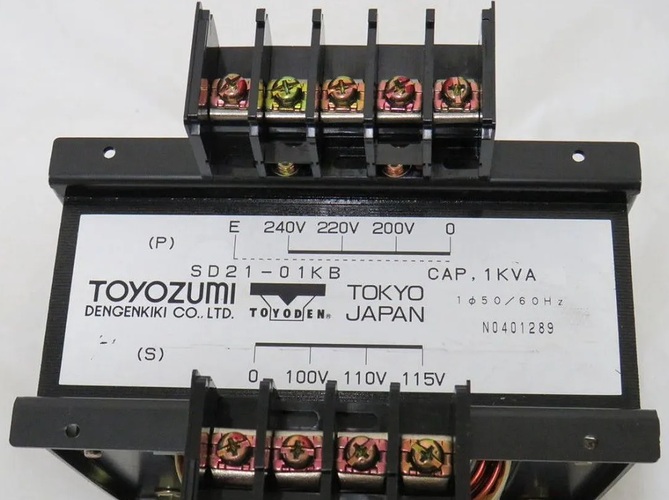 E 240V 220V 200V 0
(P)
SD21-01KB CAP. 1KVA
TOYOZUMI
DENGENKIKI CO., LTD.
TOYODEN®
TOKYO
JAPAN
1ϕ50/60Hz
N0401289
(S)
0 100V 110V 115V